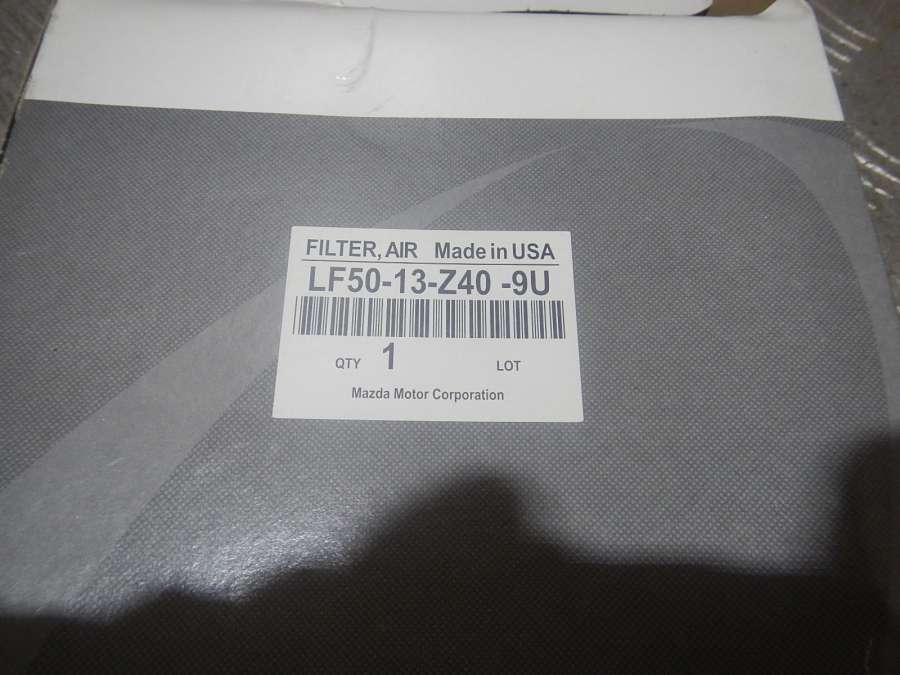 FILTER, AIR Made in USA
LF50-13-Z40 -9U
QTY 1 LOT
Mazda Motor Corporation